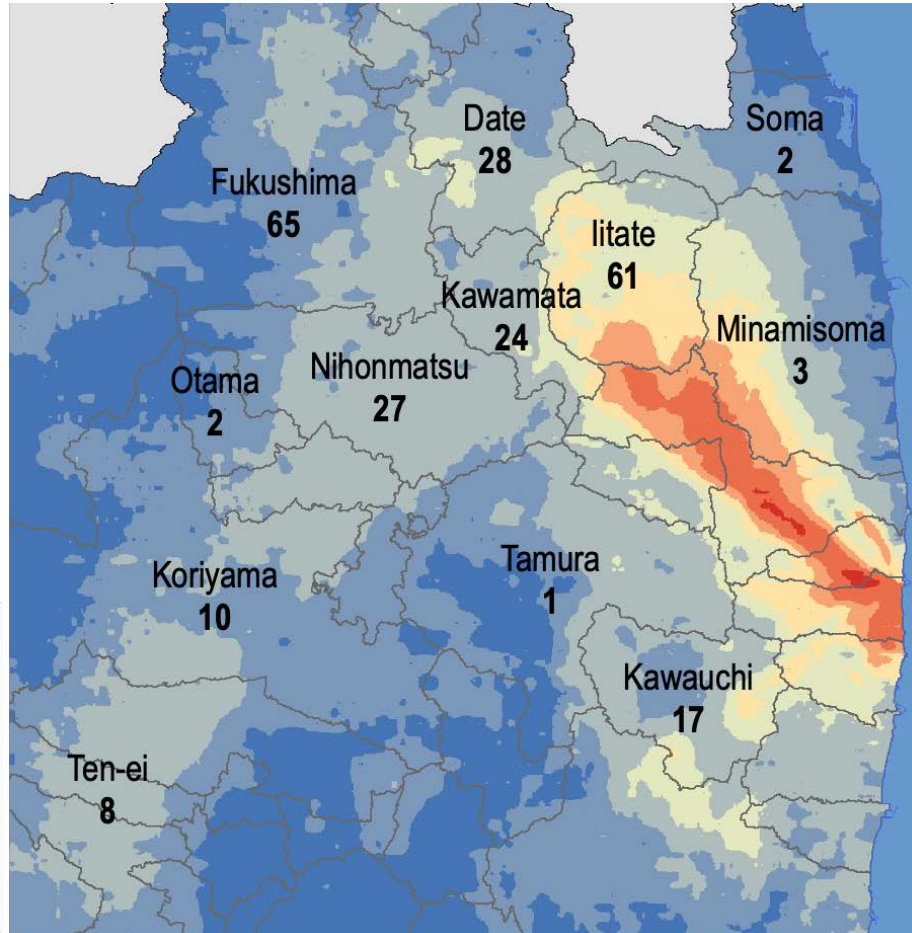 Date
28
Soma
2
Fukushima
65
Iitate
61
Kawamata
24
Minamisoma
3
Nihonmatsu
27
Otama
2
Tamura
1
Koriyama
10
Kawauchi
17
Ten-ei
8